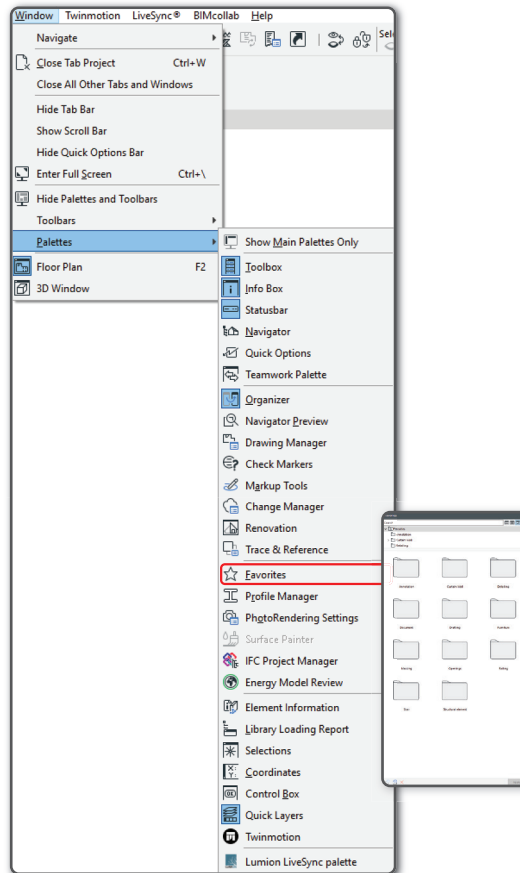 Window Twinmotion LiveSync® BIMcollab Help
Navigate
Close Tab Project Ctrl+W
Close All Other Tabs and Windows
Hide Tab Bar
Show Scroll Bar
Hide Quick Options Bar
Enter Full Screen Ctrl+\
Hide Palettes and Toolbars
Toolbars
Palettes
Floor Plan F2
3D Window
Show Main Palettes Only
Toolbox
Info Box
Statusbar
Navigator
Quick Options
Teamwork Palette
Organizer
Navigator Preview
Drawing Manager
Check Markers
Markup Tools
Change Manager
Renovation
Trace & Reference
Favorites
Profile Manager
PhotoRendering Settings
Surface Painter
IFC Project Manager
Energy Model Review
Element Information
Library Loading Report
Selections
Coordinates
Control Box
Quick Layers
Twinmotion
Lumion LiveSync palette